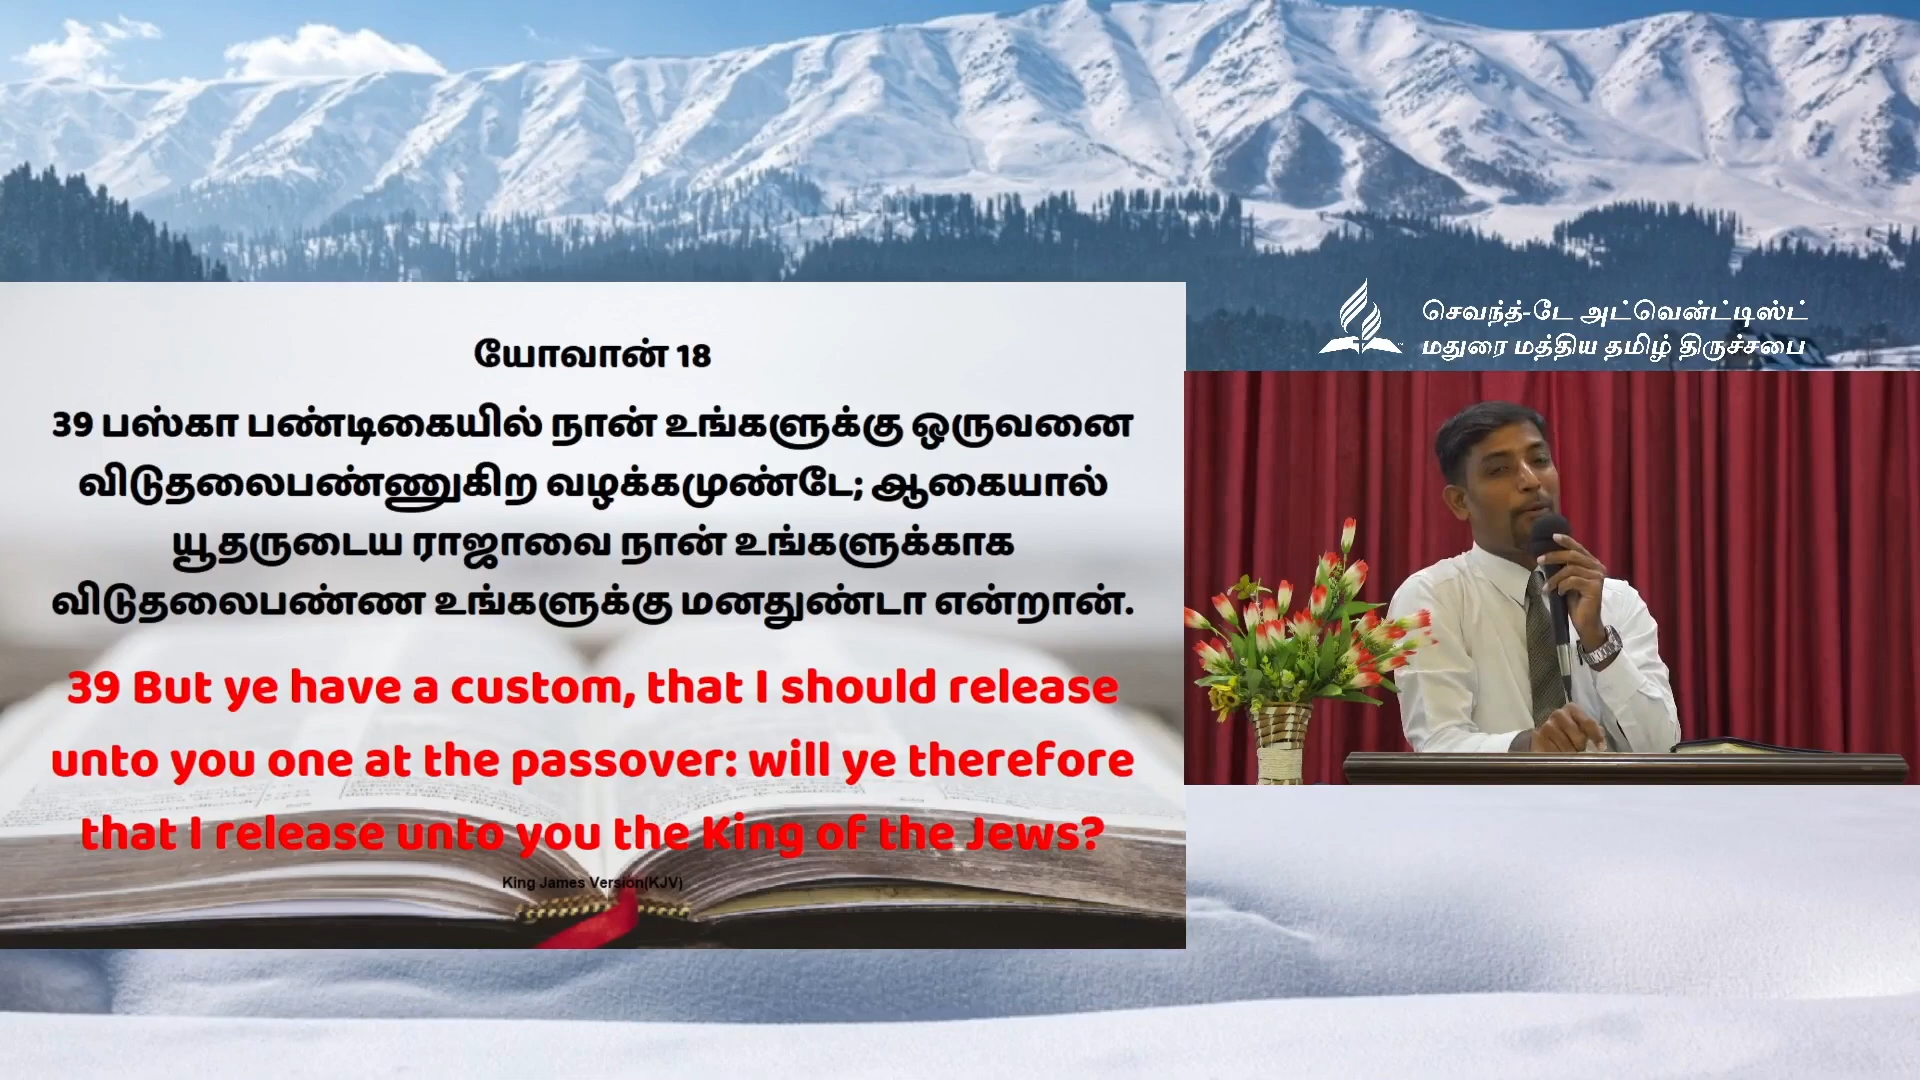 யோவான் 18
39 பஸ்கா பண்டிகையில் நான் உங்களுக்கு ஒருவனை
விடுதலைபண்ணுகிற வழக்கமுண்டே; ஆகையால்
யூதருடைய ராஜாவை நான் உங்களுக்காக
விடுதலைபண்ண உங்களுக்கு மனதுண்டா என்றான்.
39 But ye have a custom, that I should release
unto you one at the passover: will ye therefore
that I release unto you the King of the Jews?
King James Version(KJV)
செவந்த்-டே அட்வென்ட்டிஸ்ட்
மதுரை மத்திய தமிழ் திருச்சபை